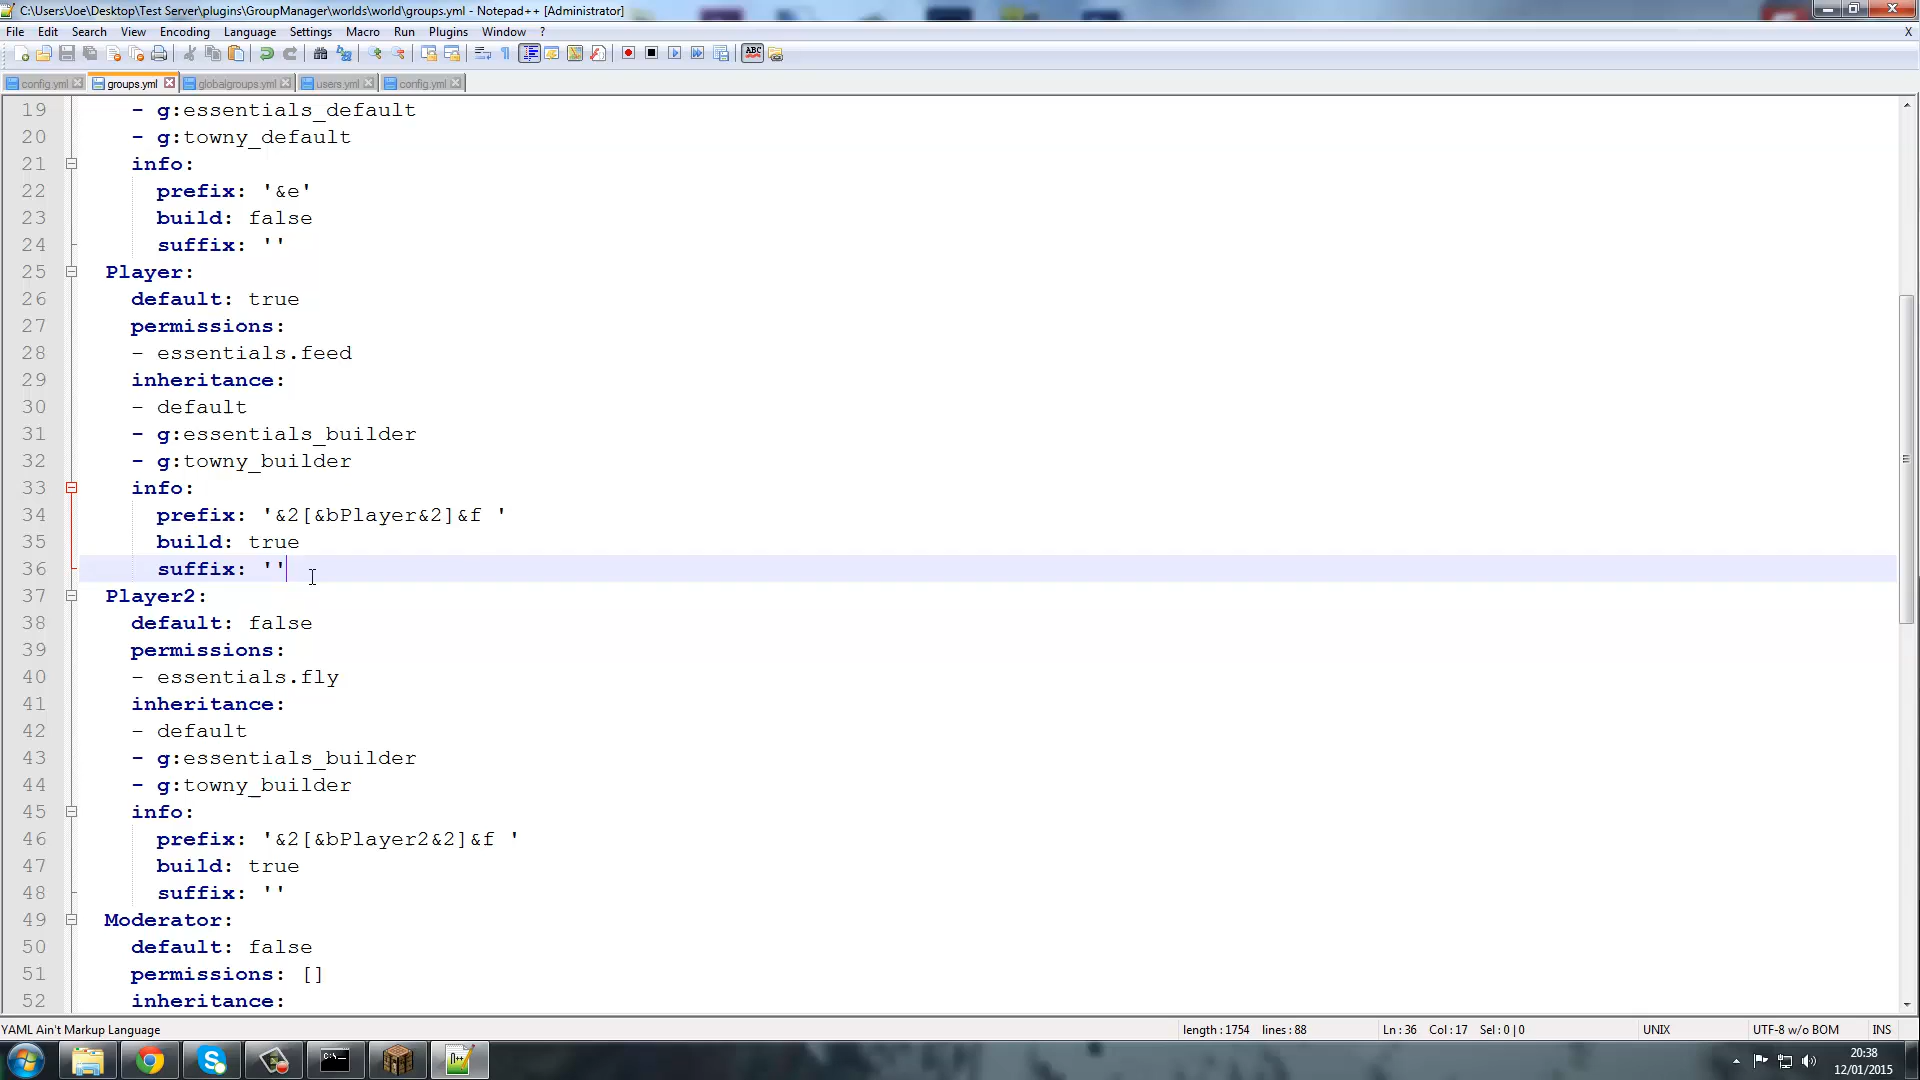 C:\Users\Joe\Desktop\Test Server\plugins\GroupManager\worlds\world\groups.yml - Notepad++ [Administrator]
File Edit Search View Encoding Language Settings Macro Run Plugins Window ? X
ABC
config.yml groups.yml globalgroups.yml users.yml config.yml
19 - g:essentials_default
20 - g:towny_default
21 info:
22 prefix: '&e'
23 build: false
24 suffix: ''
25 Player:
26 default: true
27 permissions:
28 - essentials.feed
29 inheritance:
30 - default
31 - g:essentials_builder
32 - g:towny_builder
33 info:
34 prefix: '&2[&bPlayer&2]&f '
35 build: true
36 suffix: ''
37 Player2:
38 default: false
39 permissions:
40 - essentials.fly
41 inheritance:
42 - default
43 - g:essentials_builder
44 - g:towny_builder
45 info:
46 prefix: '&2[&bPlayer2&2]&f '
47 build: true
48 suffix: ''
49 Moderator:
50 default: false
51 permissions: []
52 inheritance:
YAML Ain't Markup Language length : 1754 lines : 88 Ln : 36 Col : 17 Sel : 0 | 0 UNIX UTF-8 w/o BOM INS
20:38
12/01/2015